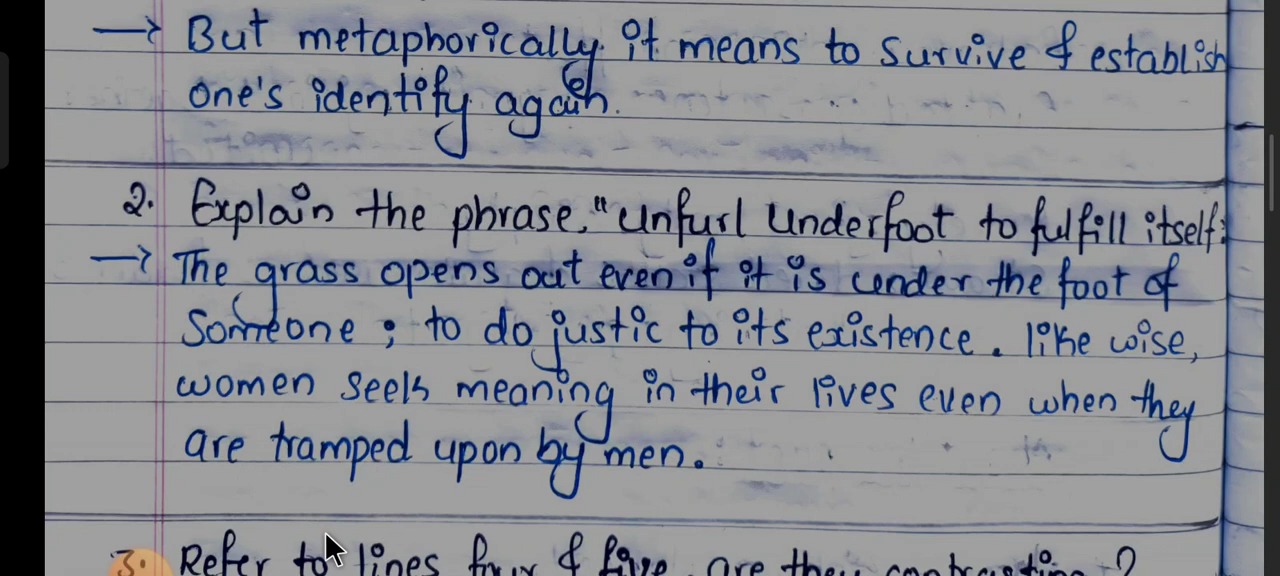 → But metaphorically it means to survive & establish
one's identify again.
2. Explain the phrase, "unfurl underfoot to fulfill itself.
→ The grass opens out even if it is under the foot of
someone; to do justic to its existence. like wise,
women seeks meaning in their lives even when they
are tramped upon by men.
3. Refer to lines four & five, are they contrasting?